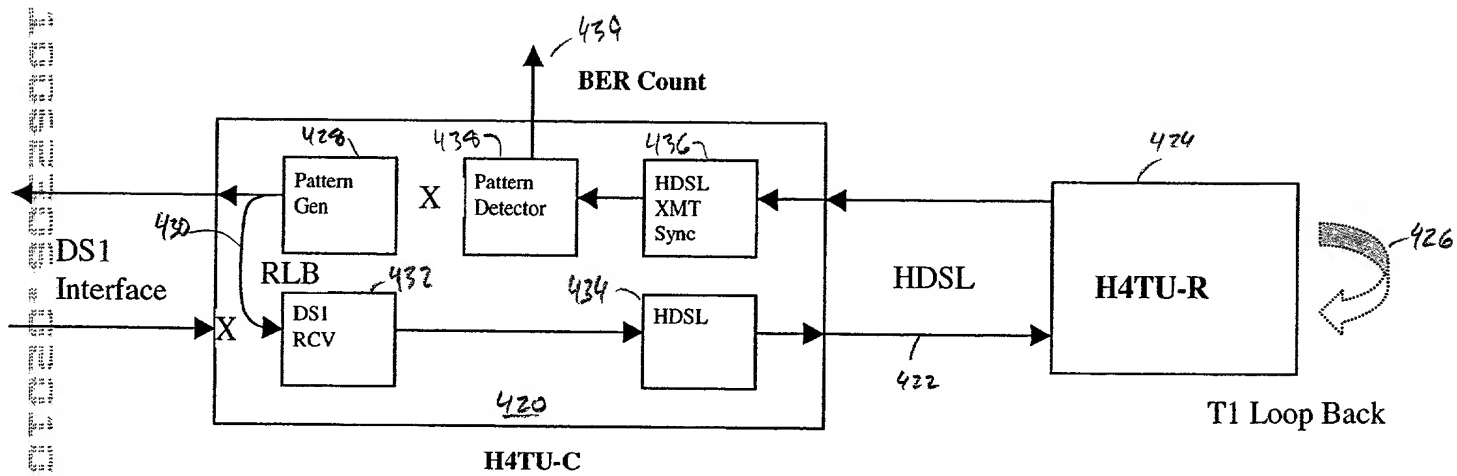 439
BER Count
428
438
436
424
Pattern
Gen
X
Pattern
Detector
HDSL
XMT
Sync
430
DS1
Interface
RLB
432
434
HDSL
426
H4TU-R
X
DS1
RCV
HDSL
422
420
T1 Loop Back
H4TU-C